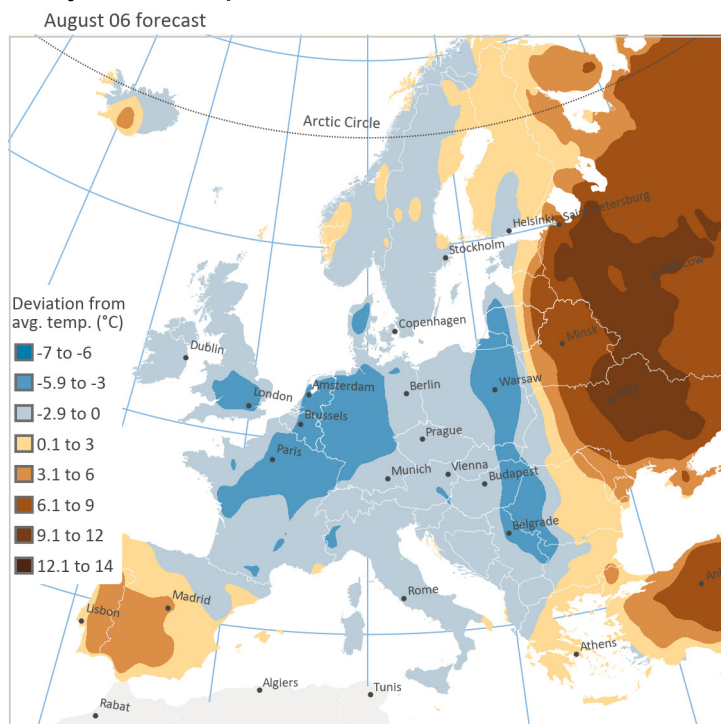 August 06 forecast
Arctic Circle
Helsinki
Saint Petersburg
Stockholm
Moscow
Deviation from
avg. temp. (°C)
-7 to -6
-5.9 to -3
-2.9 to 0
0.1 to 3
3.1 to 6
6.1 to 9
9.1 to 12
12.1 to 14
Copenhagen
Dublin
Minsk
London
Amsterdam
Berlin
Warsaw
Brussels
Paris
Prague
Munich
Vienna
Budapest
Belgrade
Madrid
Lisbon
Rome
Athens
Algiers
Tunis
Rabat